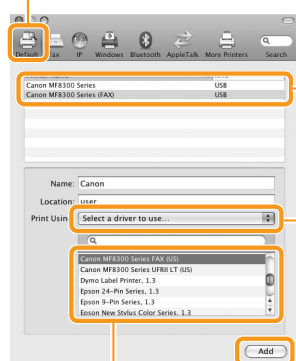 Default Fax IP Windows Bluetooth AppleTalk More Printers Search
Canon MF8300 Series USB
Canon MF8300 Series (FAX) USB
Name: Canon
Location: user
Print Using: Select a driver to use...
Canon MF8300 Series FAX (US)
Canon MF8300 Series UFRII LT (US)
Dymo Label Printer, 1.3
Epson 24-Pin Series, 1.3
Epson 9-Pin Series, 1.3
Epson New Stylus Color Series, 1.3
Add